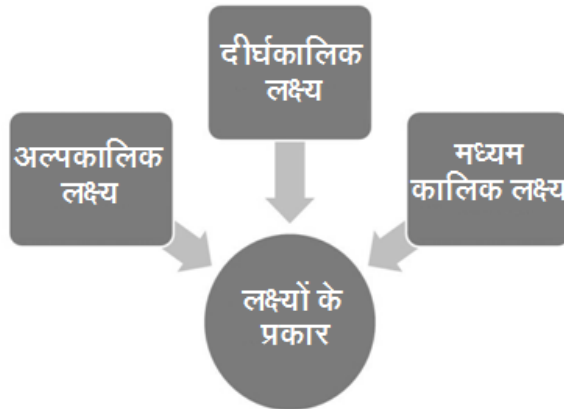 दीर्घकालिक
लक्ष्य
अल्पकालिक
लक्ष्य
मध्यम
कालिक लक्ष्य
लक्ष्यों के
प्रकार